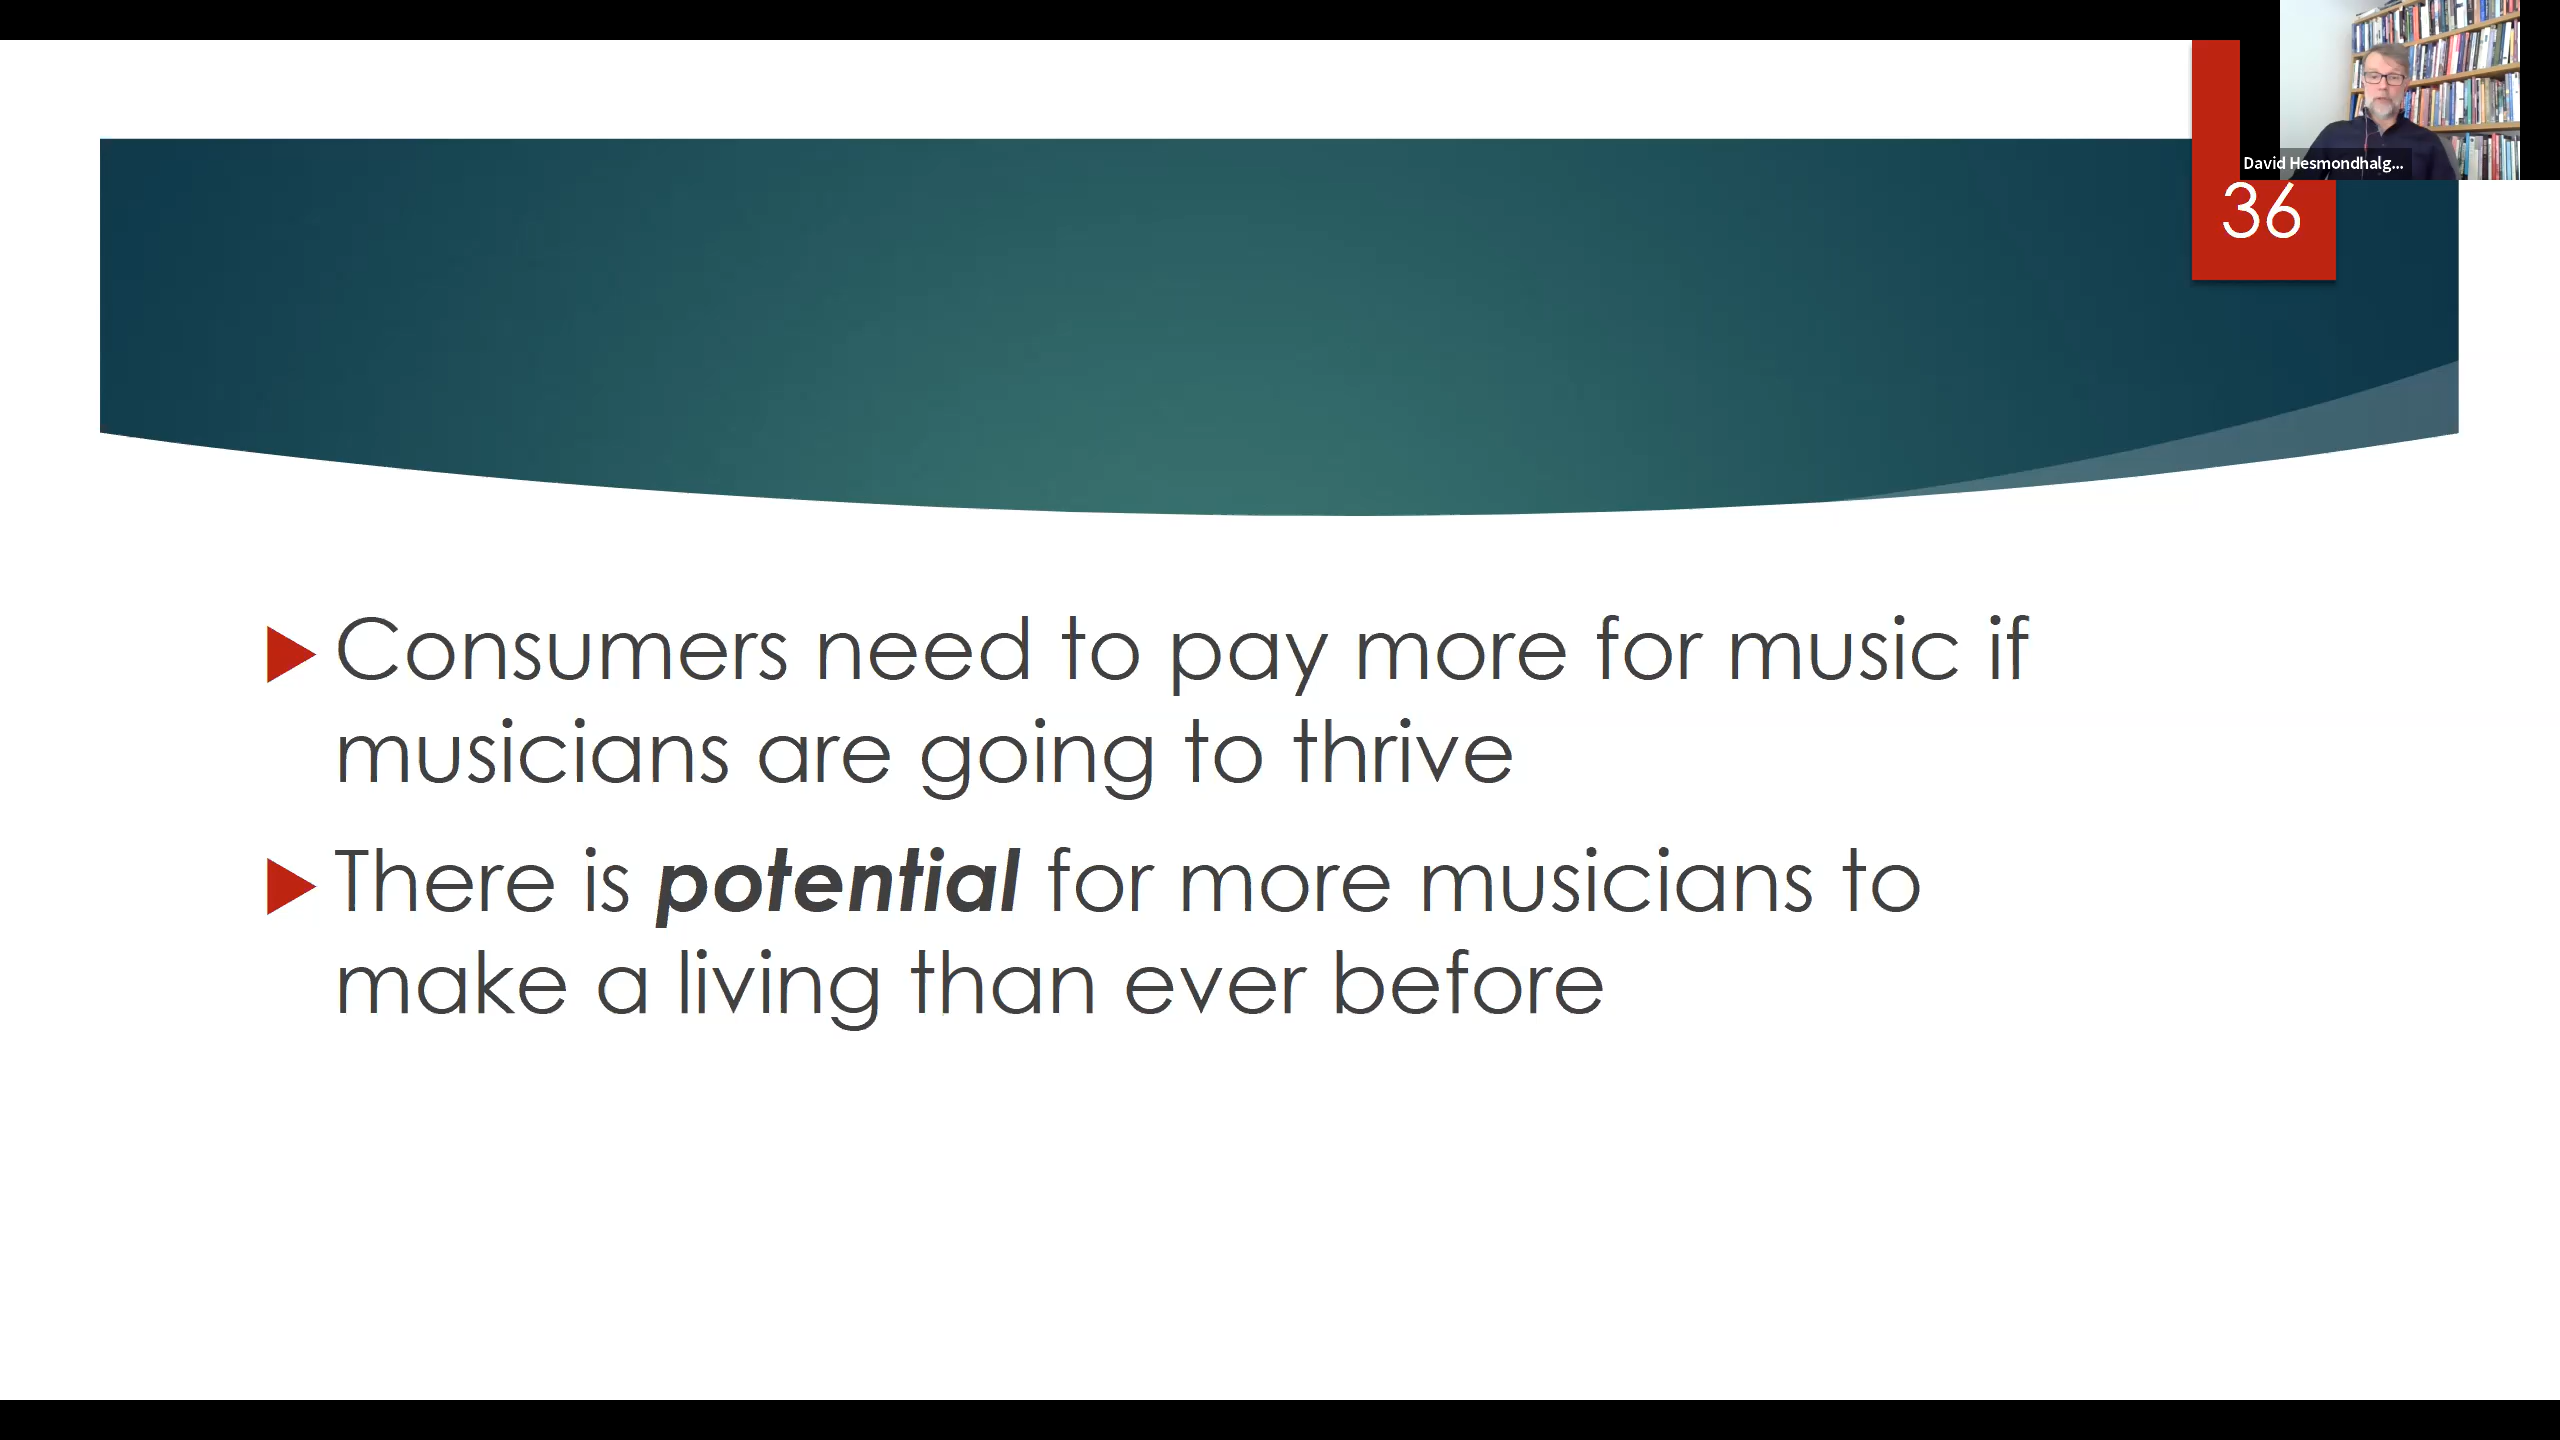 David Hesmondhalg...
36
Consumers need to pay more for music if
musicians are going to thrive
There is potential for more musicians to
make a living than ever before